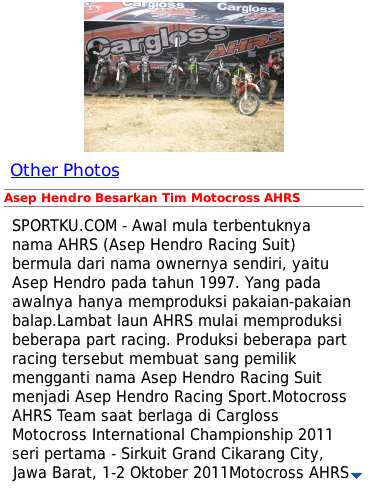 Cargloss
Cargloss
Cargloss AHRS
AHRS
Other Photos
Asep Hendro Besarkan Tim Motocross AHRS
SPORTKU.COM - Awal mula terbentuknya
nama AHRS (Asep Hendro Racing Suit)
bermula dari nama ownernya sendiri, yaitu
Asep Hendro pada tahun 1997. Yang pada
awalnya hanya memproduksi pakaian-pakaian
balap.Lambat laun AHRS mulai memproduksi
beberapa part racing. Produksi beberapa part
racing tersebut membuat sang pemilik
mengganti nama Asep Hendro Racing Suit
menjadi Asep Hendro Racing Sport.Motocross
AHRS Team saat berlaga di Cargloss
Motocross International Championship 2011
seri pertama - Sirkuit Grand Cikarang City,
Jawa Barat, 1-2 Oktober 2011Motocross AHRS